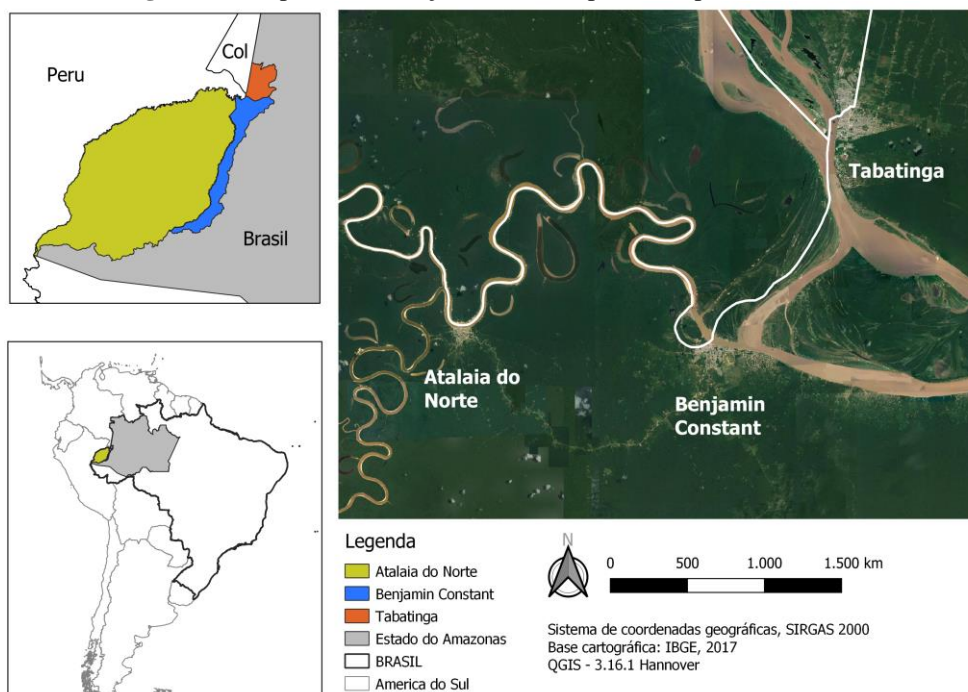 Peru
Col
Brasil
Tabatinga
Atalaia do
Norte
Benjamin
Constant
Legenda
Atalaia do Norte
Benjamin Constant
Tabatinga
Estado do Amazonas
BRASIL
America do Sul
N
0 500 1.000 1.500 km
Sistema de coordenadas geográficas, SIRGAS 2000
Base cartográfica: IBGE, 2017
QGIS - 3.16.1 Hannover